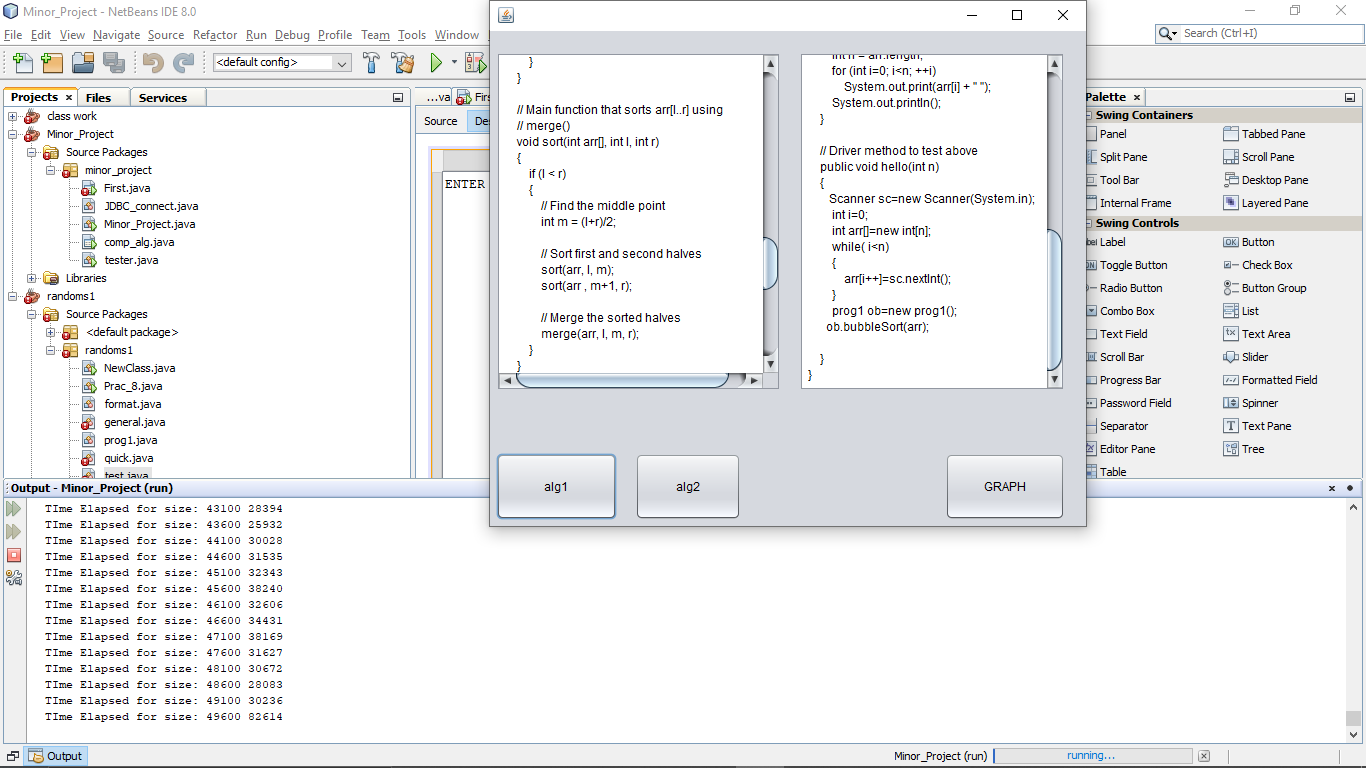 Minor_Project - NetBeans IDE 8.0
File Edit View Navigate Source Refactor Run Debug Profile Team Tools Window
Search (Ctrl+I)
<default config>
Projects × Files Services
class work
Minor_Project
Source Packages
minor_project
First.java
JDBC_connect.java
Minor_Project.java
comp_alg.java
tester.java
Libraries
randoms1
Source Packages
<default package>
randoms1
NewClass.java
Prac_8.java
format.java
general.java
prog1.java
quick.java
test.java
...va
Source
ENTER
}
}
// Main function that sorts arr[l..r] using
// merge()
void sort(int arr[], int l, int r)
{
if (l < r)
{
// Find the middle point
int m = (l+r)/2;
// Sort first and second halves
sort(arr, l, m);
sort(arr , m+1, r);
// Merge the sorted halves
merge(arr, l, m, r);
}
}
int n = arr.length;
for (int i=0; i<n; ++i)
System.out.print(arr[i] + " ");
System.out.println();
}
// Driver method to test above
public void hello(int n)
{
Scanner sc=new Scanner(System.in);
int i=0;
int arr[]=new int[n];
while( i<n)
{
arr[i++]=sc.nextInt();
}
prog1 ob=new prog1();
ob.bubbleSort(arr);
}
}
alg1
alg2
GRAPH
Palette ×
Swing Containers
Panel Tabbed Pane
Split Pane Scroll Pane
Tool Bar Desktop Pane
Internal Frame Layered Pane
Swing Controls
Label Button
Toggle Button Check Box
Radio Button Button Group
Combo Box List
Text Field Text Area
Scroll Bar Slider
Progress Bar Formatted Field
Password Field Spinner
Separator Text Pane
Editor Pane Tree
Table
Output - Minor_Project (run)
TIme Elapsed for size: 43100 28394
TIme Elapsed for size: 43600 25932
TIme Elapsed for size: 44100 30028
TIme Elapsed for size: 44600 31535
TIme Elapsed for size: 45100 32343
TIme Elapsed for size: 45600 38240
TIme Elapsed for size: 46100 32606
TIme Elapsed for size: 46600 34431
TIme Elapsed for size: 47100 38169
TIme Elapsed for size: 47600 31627
TIme Elapsed for size: 48100 30672
TIme Elapsed for size: 48600 28083
TIme Elapsed for size: 49100 30236
TIme Elapsed for size: 49600 82614
Output
Minor_Project (run)
running...